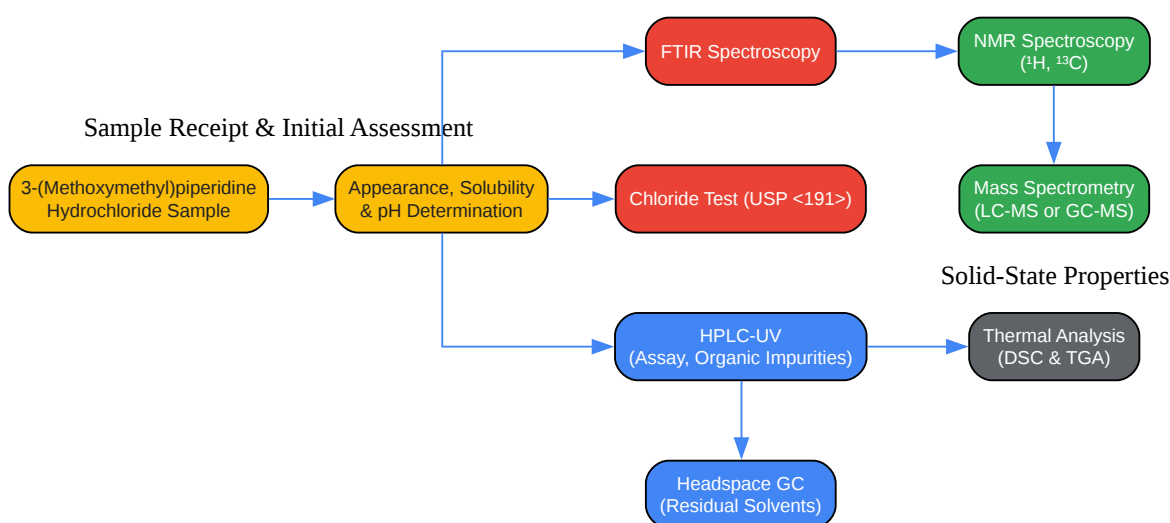 FTIR Spectroscopy
NMR Spectroscopy
(¹H, ¹³C)
Sample Receipt & Initial Assessment
3-(Methoxymethyl)piperidine
Hydrochloride Sample
Appearance, Solubility
& pH Determination
Chloride Test (USP <191>)
Mass Spectrometry
(LC-MS or GC-MS)
Solid-State Properties
HPLC-UV
(Assay, Organic Impurities)
Thermal Analysis
(DSC & TGA)
Headspace GC
(Residual Solvents)